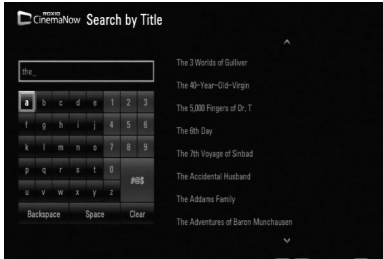 ROXIO
CinemaNow Search by Title
the_
a b c d e 1 2 3
f g h i j 4 5 6
k l m n o 7 8 9
p q r s t 0
#@$
u v w x y z
Backspace Space Clear
The 3 Worlds of Gulliver
The 40-Year-Old-Virgin
The 5,000 Fingers of Dr, T
The 6th Day
The 7th Voyage of Sinbad
The Accidental Husband
The Addams Family
The Adventures of Baron Munchausen